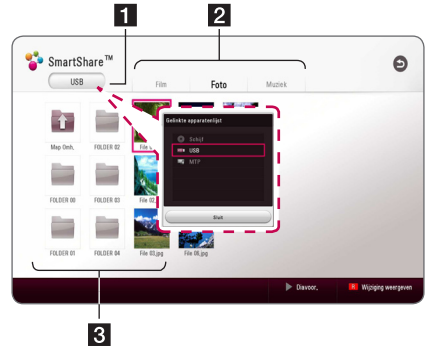 1
2
SmartShare™
USB
Film
Foto
Muziek
Gelinkte apparatenlijst
Schijf
USB
MTP
Sluit
Map Omh.
FOLDER 02
File
FOLDER 00
FOLDER 03
File 02.
FOLDER 01
FOLDER 04
File 03.jpg
File 08.jpg
Diavoor.
R Wijziging weergeven
3